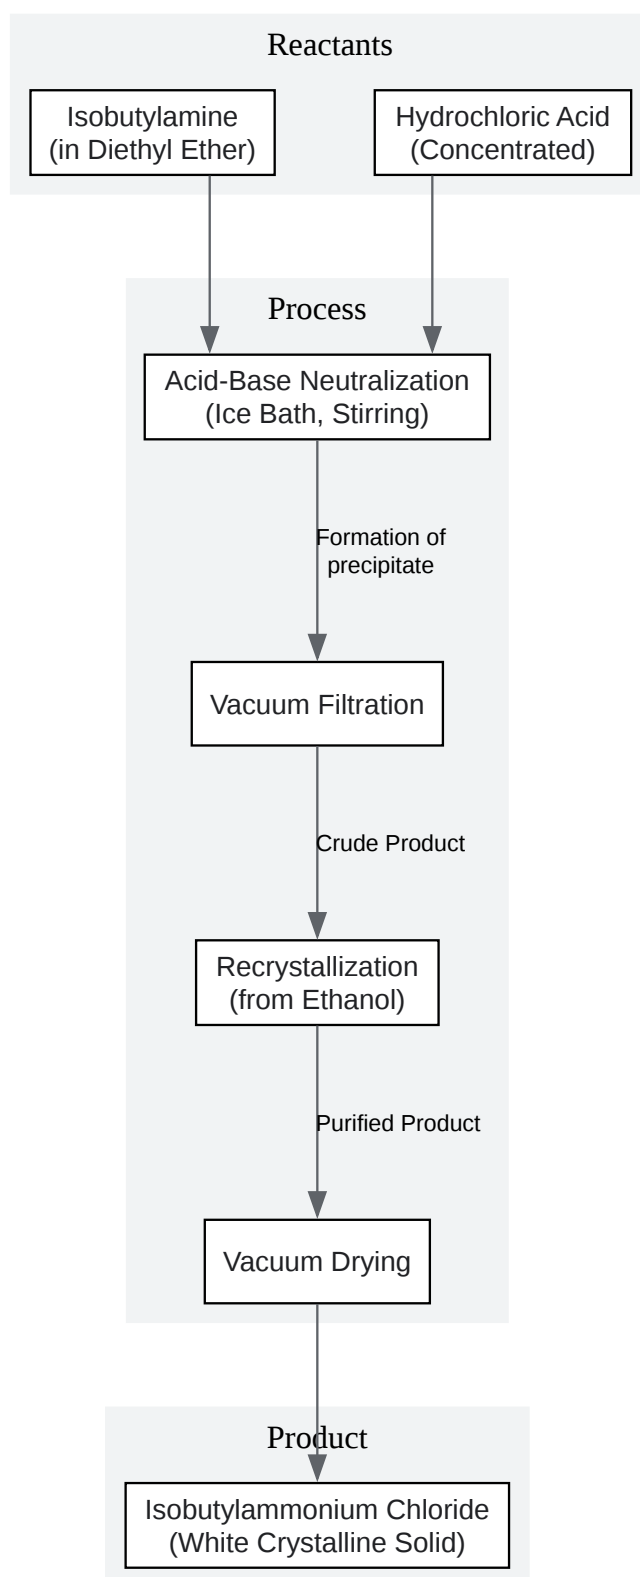 Reactants
Isobutylamine
(in Diethyl Ether)
Hydrochloric Acid
(Concentrated)
Process
Acid-Base Neutralization
(Ice Bath, Stirring)
Formation of
precipitate
Vacuum Filtration
Crude Product
Recrystallization
(from Ethanol)
Purified Product
Vacuum Drying
Product
Isobutylammonium Chloride
(White Crystalline Solid)